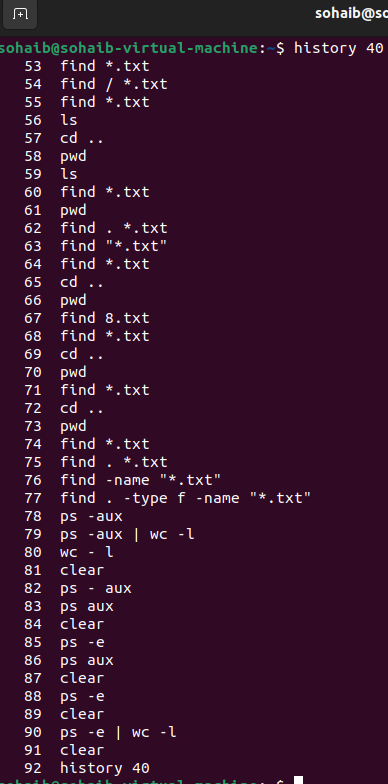 sohaib@so
sohaib@sohaib-virtual-machine:~$ history 40
53 find *.txt
54 find / *.txt
55 find *.txt
56 ls
57 cd ..
58 pwd
59 ls
60 find *.txt
61 pwd
62 find . *.txt
63 find "*.txt"
64 find *.txt
65 cd ..
66 pwd
67 find 8.txt
68 find *.txt
69 cd ..
70 pwd
71 find *.txt
72 cd ..
73 pwd
74 find *.txt
75 find . *.txt
76 find -name "*.txt"
77 find . -type f -name "*.txt"
78 ps -aux
79 ps -aux | wc -l
80 wc - l
81 clear
82 ps - aux
83 ps aux
84 clear
85 ps -e
86 ps aux
87 clear
88 ps -e
89 clear
90 ps -e | wc -l
91 clear
92 history 40
sohaib@sohaib-virtual-machine:~$